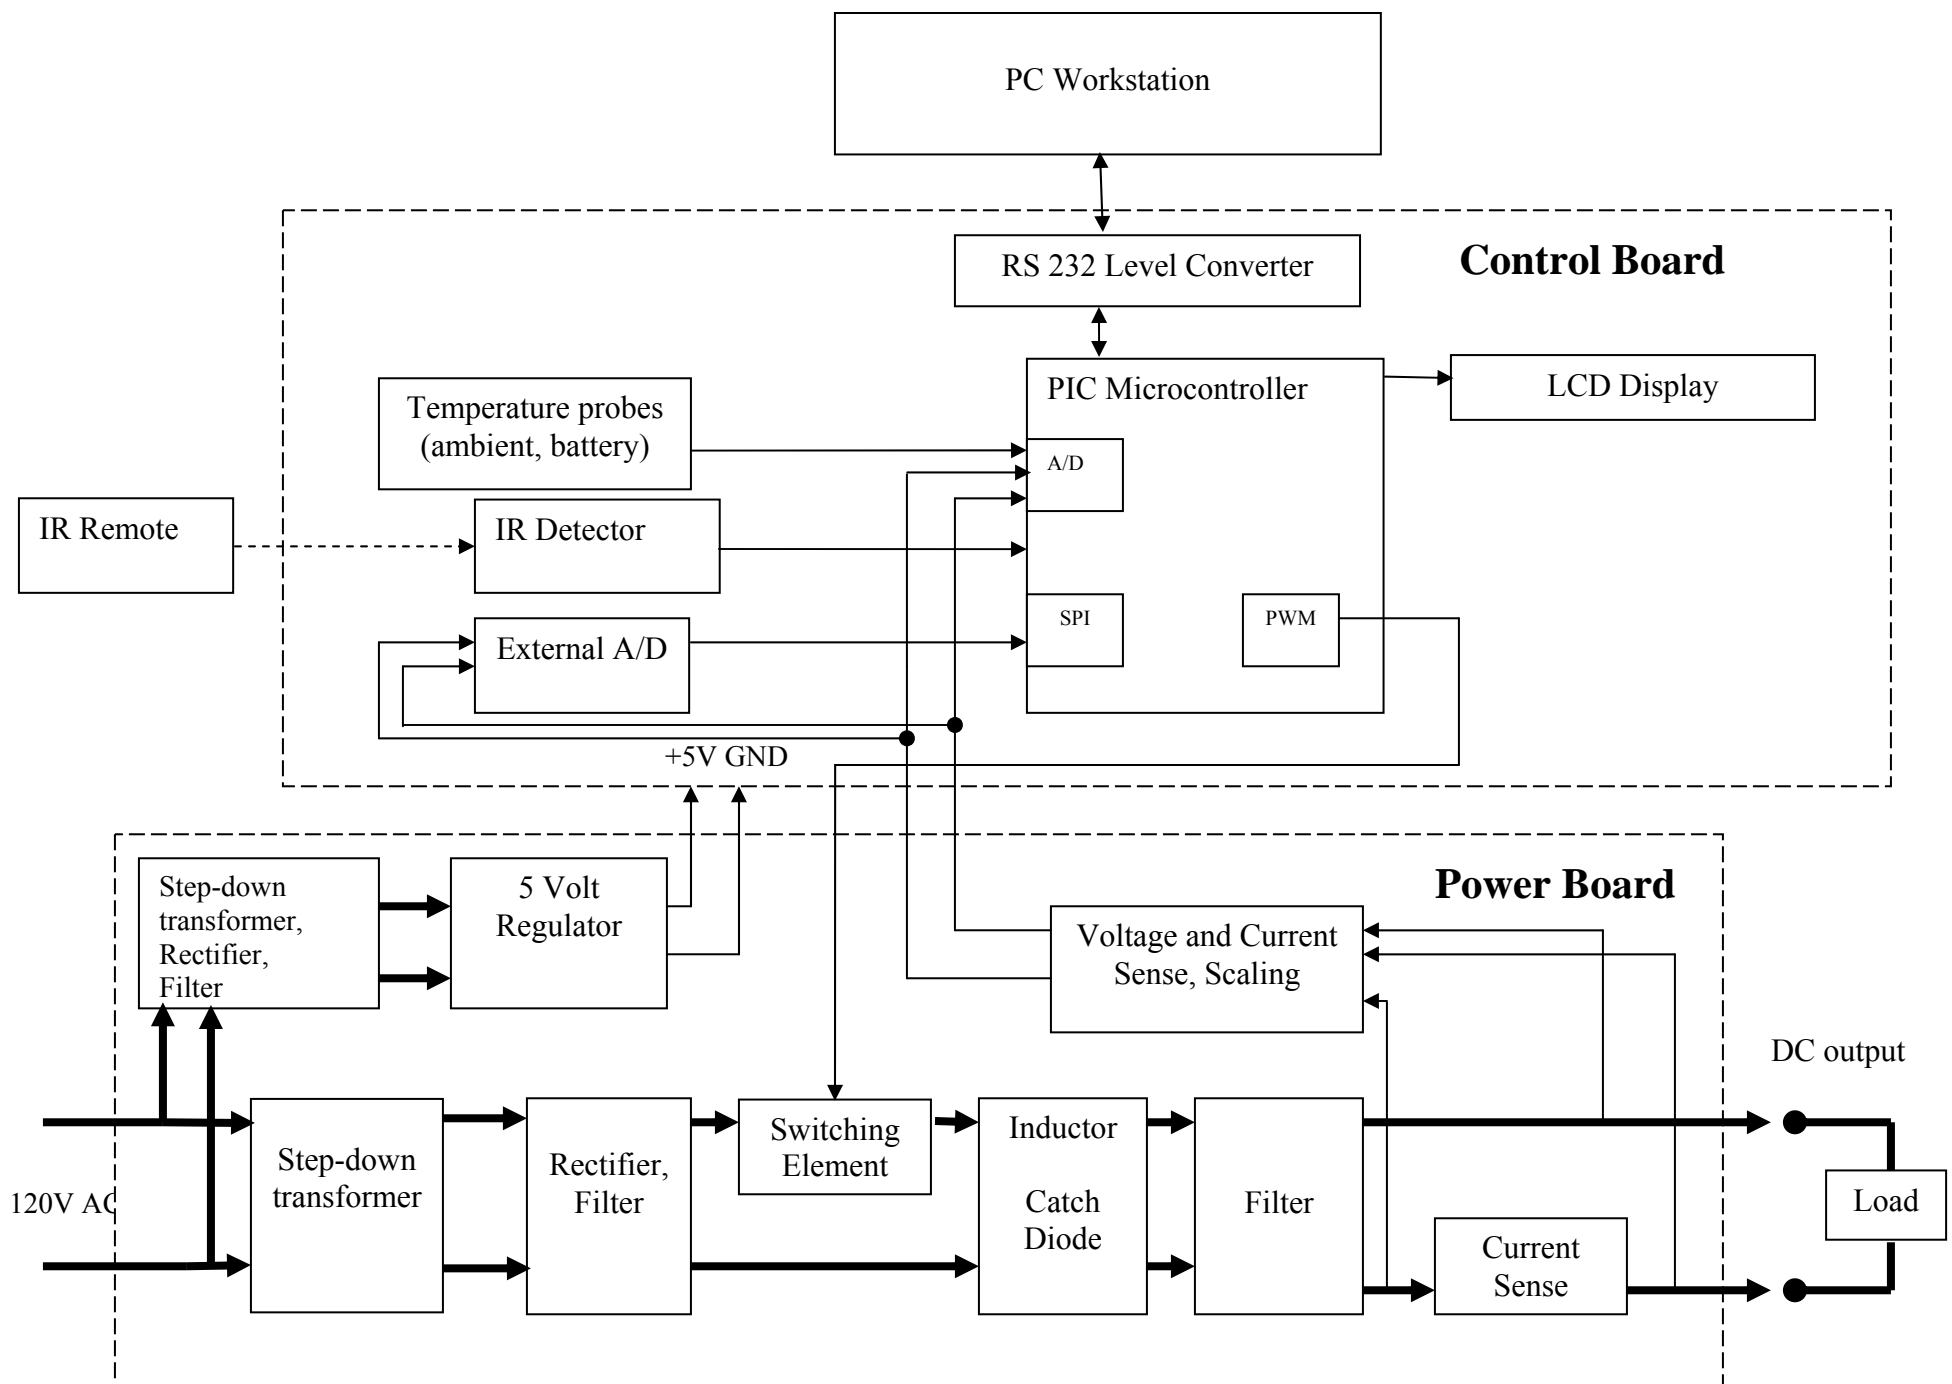 PC Workstation
RS 232 Level Converter
Control Board
PIC Microcontroller
LCD Display
Temperature probes
(ambient, battery)
A/D
IR Remote
IR Detector
SPI
PWM
External A/D
+5V GND
Power Board
Step-down
transformer,
Rectifier,
Filter
5 Volt
Regulator
Voltage and Current
Sense, Scaling
DC output
120V AC
Step-down
transformer
Rectifier,
Filter
Switching
Element
Inductor
Catch
Diode
Filter
Current
Sense
Load